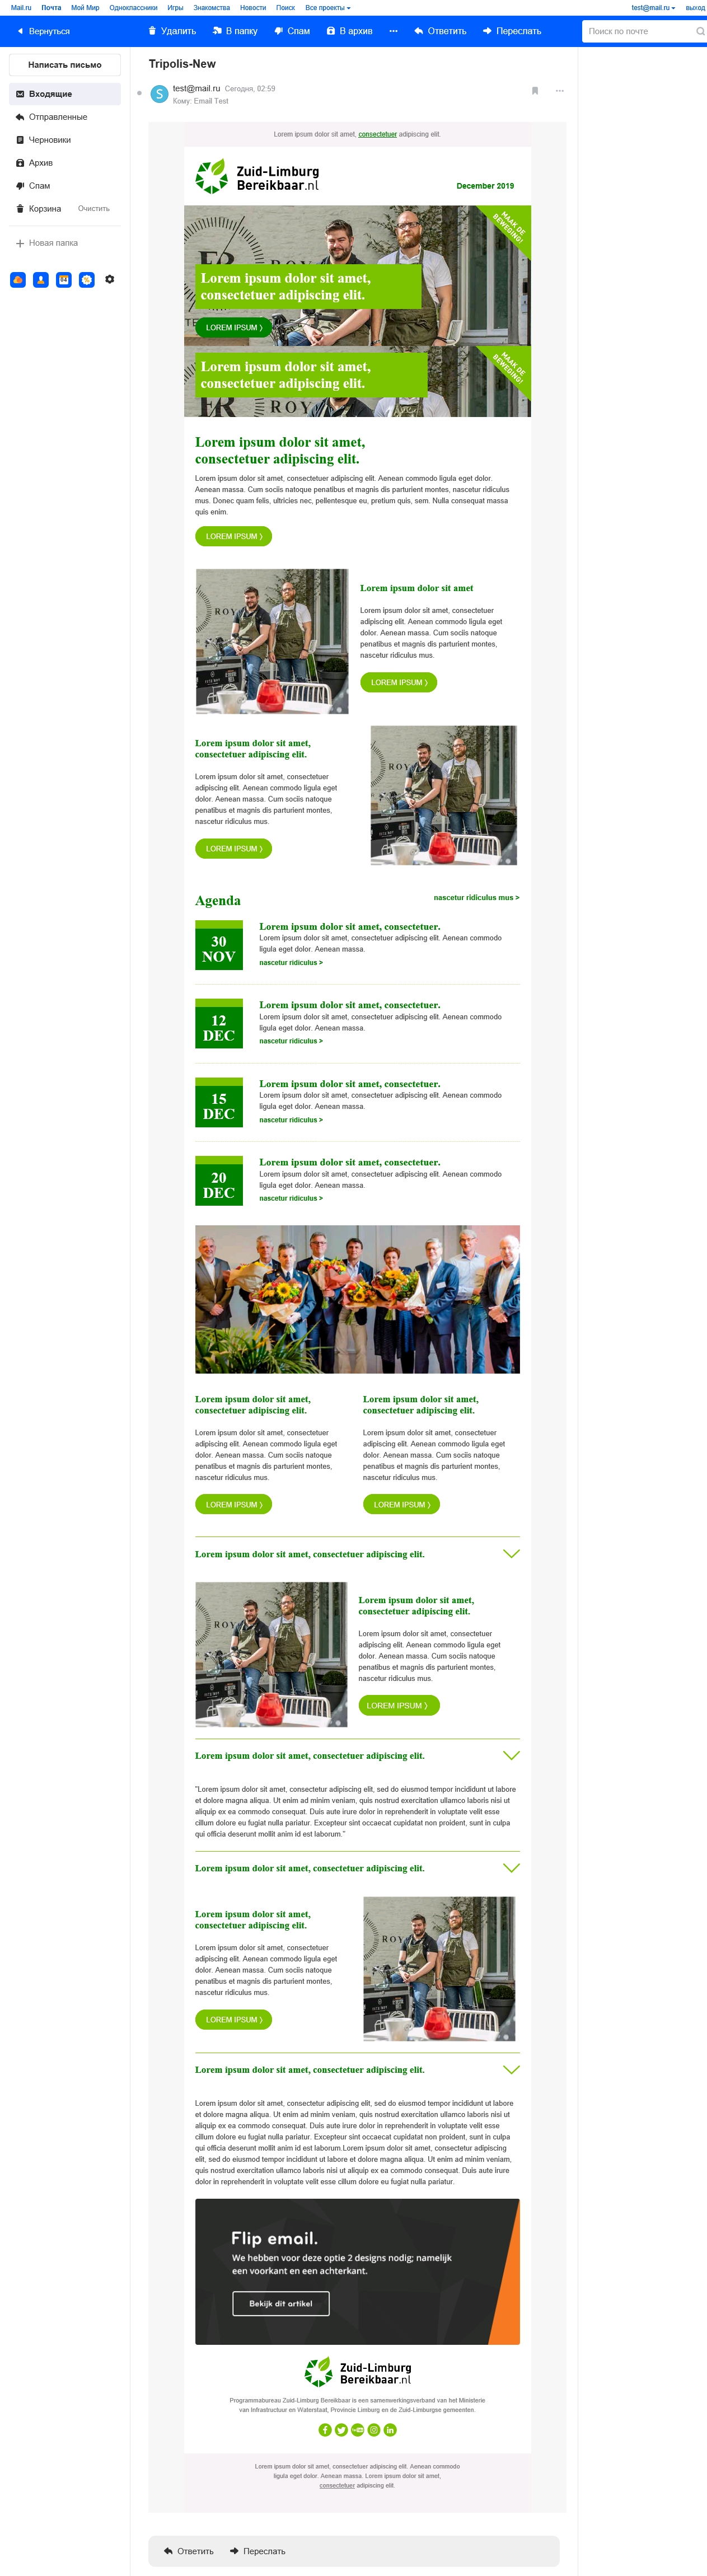 Mail.ru Почта Мой Мир Одноклассники Игры Знакомства Новости Поиск Все проекты test@mail.ru выход
Вернуться Удалить В папку Спам В архив Ответить Переслать Поиск по почте
Написать письмо
Входящие
Отправленные
Черновики
Архив
Спам
Корзина Очистить
Новая папка
Tripolis-New
S test@mail.ru Сегодня, 02:59
Кому: Email Test
Lorem ipsum dolor sit amet, consectetuer adipiscing elit.
Zuid-Limburg
Bereikbaar.nl
December 2019
MAAK DE
BEWEGING!
Lorem ipsum dolor sit amet,
consectetuer adipiscing elit.
LOREM IPSUM
MAAK DE
BEWEGING!
Lorem ipsum dolor sit amet,
consectetuer adipiscing elit.
ROY
Lorem ipsum dolor sit amet,
consectetuer adipiscing elit.
Lorem ipsum dolor sit amet, consectetuer adipiscing elit. Aenean commodo ligula eget dolor.
Aenean massa. Cum sociis natoque penatibus et magnis dis parturient montes, nascetur ridiculus
mus. Donec quam felis, ultricies nec, pellentesque eu, pretium quis, sem. Nulla consequat massa
quis enim.
LOREM IPSUM
ROY
Lorem ipsum dolor sit amet
Lorem ipsum dolor sit amet, consectetuer
adipiscing elit. Aenean commodo ligula eget
dolor. Aenean massa. Cum sociis natoque
penatibus et magnis dis parturient montes,
nascetur ridiculus mus.
LOREM IPSUM
Lorem ipsum dolor sit amet,
consectetuer adipiscing elit.
Lorem ipsum dolor sit amet, consectetuer
adipiscing elit. Aenean commodo ligula eget
dolor. Aenean massa. Cum sociis natoque
penatibus et magnis dis parturient montes,
nascetur ridiculus mus.
LOREM IPSUM
ROY
Agenda nascetur ridiculus mus >
30
NOV
Lorem ipsum dolor sit amet, consectetuer.
Lorem ipsum dolor sit amet, consectetuer adipiscing elit. Aenean commodo
ligula eget dolor. Aenean massa.
nascetur ridiculus >
12
DEC
Lorem ipsum dolor sit amet, consectetuer.
Lorem ipsum dolor sit amet, consectetuer adipiscing elit. Aenean commodo
ligula eget dolor. Aenean massa.
nascetur ridiculus >
15
DEC
Lorem ipsum dolor sit amet, consectetuer.
Lorem ipsum dolor sit amet, consectetuer adipiscing elit. Aenean commodo
ligula eget dolor. Aenean massa.
nascetur ridiculus >
20
DEC
Lorem ipsum dolor sit amet, consectetuer.
Lorem ipsum dolor sit amet, consectetuer adipiscing elit. Aenean commodo
ligula eget dolor. Aenean massa.
nascetur ridiculus >
Lorem ipsum dolor sit amet,
consectetuer adipiscing elit.
Lorem ipsum dolor sit amet, consectetuer
adipiscing elit. Aenean commodo ligula eget
dolor. Aenean massa. Cum sociis natoque
penatibus et magnis dis parturient montes,
nascetur ridiculus mus.
LOREM IPSUM
Lorem ipsum dolor sit amet,
consectetuer adipiscing elit.
Lorem ipsum dolor sit amet, consectetuer
adipiscing elit. Aenean commodo ligula eget
dolor. Aenean massa. Cum sociis natoque
penatibus et magnis dis parturient montes,
nascetur ridiculus mus.
LOREM IPSUM
Lorem ipsum dolor sit amet, consectetuer adipiscing elit.
ROY
Lorem ipsum dolor sit amet,
consectetuer adipiscing elit.
Lorem ipsum dolor sit amet, consectetuer
adipiscing elit. Aenean commodo ligula eget
dolor. Aenean massa. Cum sociis natoque
penatibus et magnis dis parturient montes,
nascetur ridiculus mus.
LOREM IPSUM
Lorem ipsum dolor sit amet, consectetuer adipiscing elit.
"Lorem ipsum dolor sit amet, consectetur adipiscing elit, sed do eiusmod tempor incididunt ut labore
et dolore magna aliqua. Ut enim ad minim veniam, quis nostrud exercitation ullamco laboris nisi ut
aliquip ex ea commodo consequat. Duis aute irure dolor in reprehenderit in voluptate velit esse
cillum dolore eu fugiat nulla pariatur. Excepteur sint occaecat cupidatat non proident, sunt in culpa
qui officia deserunt mollit anim id est laborum."
Lorem ipsum dolor sit amet, consectetuer adipiscing elit.
Lorem ipsum dolor sit amet,
consectetuer adipiscing elit.
Lorem ipsum dolor sit amet, consectetuer
adipiscing elit. Aenean commodo ligula eget
dolor. Aenean massa. Cum sociis natoque
penatibus et magnis dis parturient montes,
nascetur ridiculus mus.
LOREM IPSUM
ROY
Lorem ipsum dolor sit amet, consectetuer adipiscing elit.
Lorem ipsum dolor sit amet, consectetur adipiscing elit, sed do eiusmod tempor incididunt ut labore
et dolore magna aliqua. Ut enim ad minim veniam, quis nostrud exercitation ullamco laboris nisi ut
aliquip ex ea commodo consequat. Duis aute irure dolor in reprehenderit in voluptate velit esse
cillum dolore eu fugiat nulla pariatur. Excepteur sint occaecat cupidatat non proident, sunt in culpa
qui officia deserunt mollit anim id est laborum.Lorem ipsum dolor sit amet, consectetur adipiscing
elit, sed do eiusmod tempor incididunt ut labore et dolore magna aliqua. Ut enim ad minim veniam,
quis nostrud exercitation ullamco laboris nisi ut aliquip ex ea commodo consequat. Duis aute irure
dolor in reprehenderit in voluptate velit esse cillum dolore eu fugiat nulla pariatur.
Flip email.
We hebben voor deze optie 2 designs nodig; namelijk
een voorkant en een achterkant.
Bekijk dit artikel
Zuid-Limburg
Bereikbaar.nl
Programmabureau Zuid-Limburg Bereikbaar is een samenwerkingsverband van het Ministerie
van Infrastructuur en Waterstaat, Provincie Limburg en de Zuid-Limburgse gemeenten.
Lorem ipsum dolor sit amet, consectetuer adipiscing elit. Aenean commodo
ligula eget dolor. Aenean massa. Lorem ipsum dolor sit amet,
consectetuer adipiscing elit.
Ответить Переслать